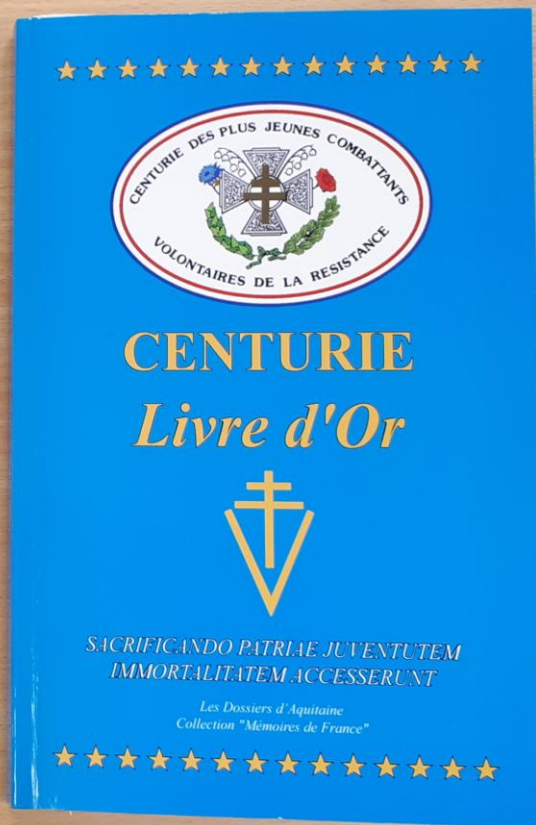 CENTURIE DES PLUS JEUNES COMBATTANTS
VOLONTAIRES DE LA RESISTANCE
CENTURIE
Livre d'Or
SACRIFICANDO PATRIAE JUVENTUTEM
IMMORTALITATEM ACCESSERUNT
Les Dossiers d'Aquitaine
Collection "Mémoires de France"